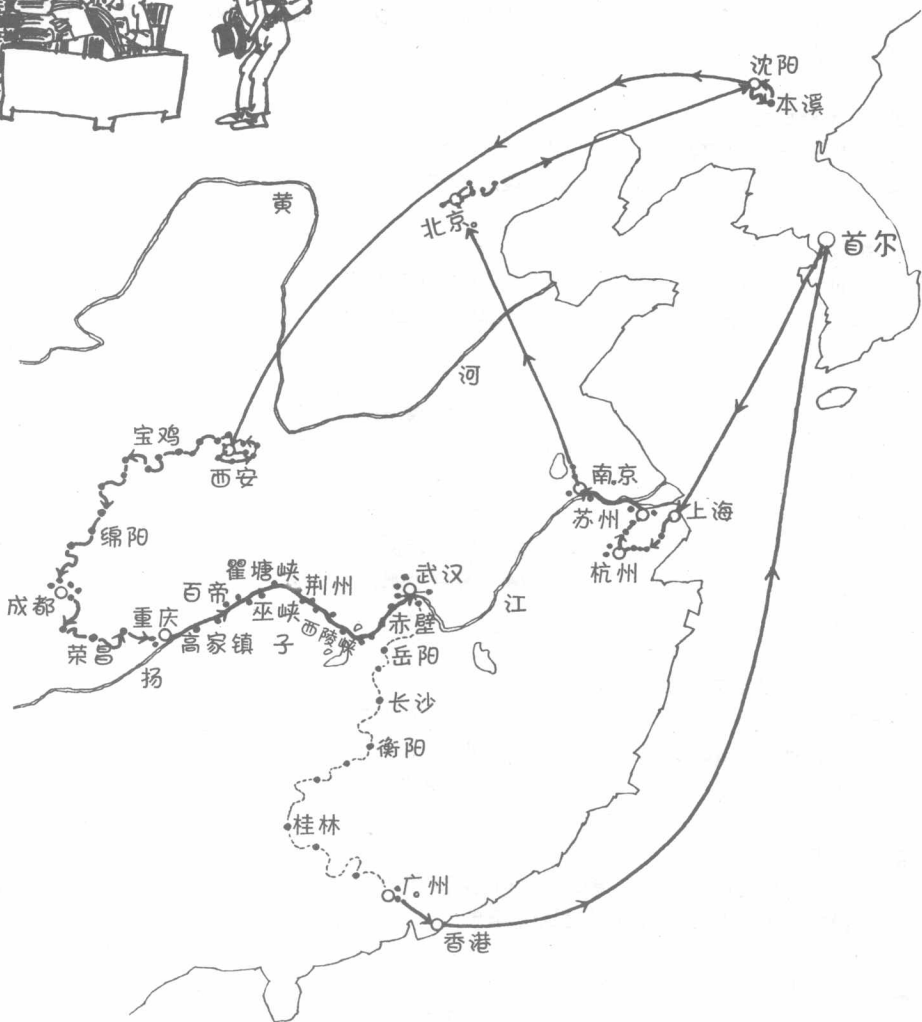 沈阳
本溪
黄
北京
首尔
河
宝鸡
西安
南京
绵阳
苏州
上海
瞿塘峡
荆州
武汉
杭州
百帝
成都
重庆
巫峡
江
高家镇
子
西陵峡
赤壁
荣昌
岳阳
扬
长沙
衡阳
桂林
广州
香港